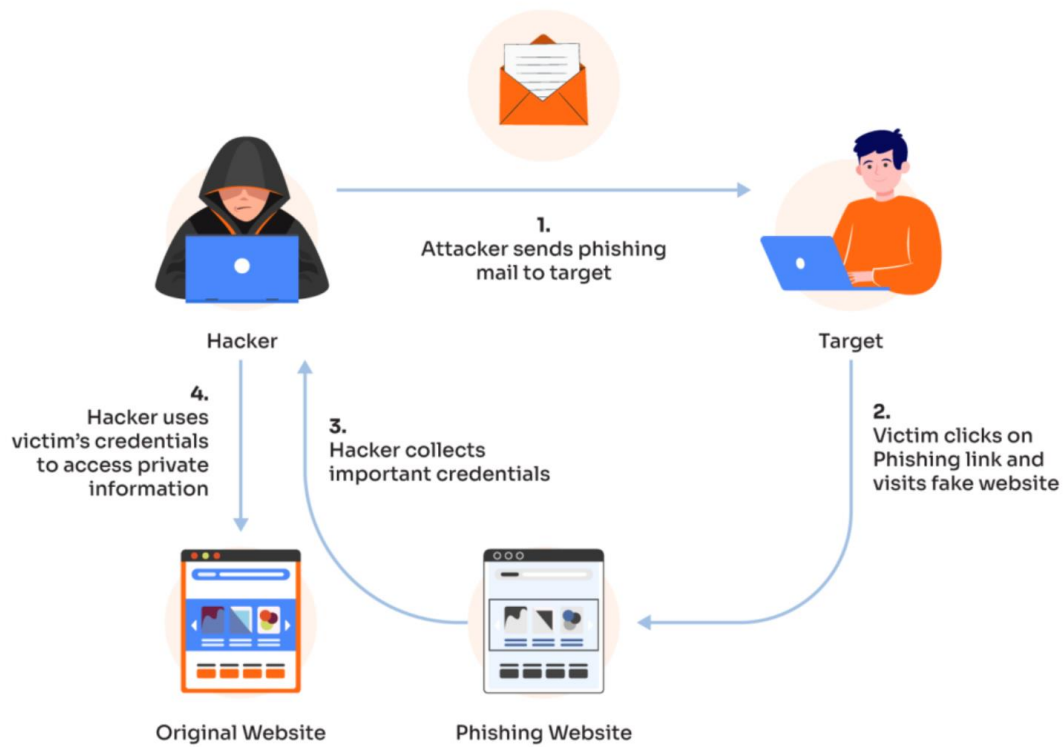 1.
Attacker sends phishing
mail to target
Hacker
Target
4.
Hacker uses
victim's credentials
to access private
information
3.
Hacker collects
important credentials
2.
Victim clicks on
Phishing link and
visits fake website
Original Website
Phishing Website